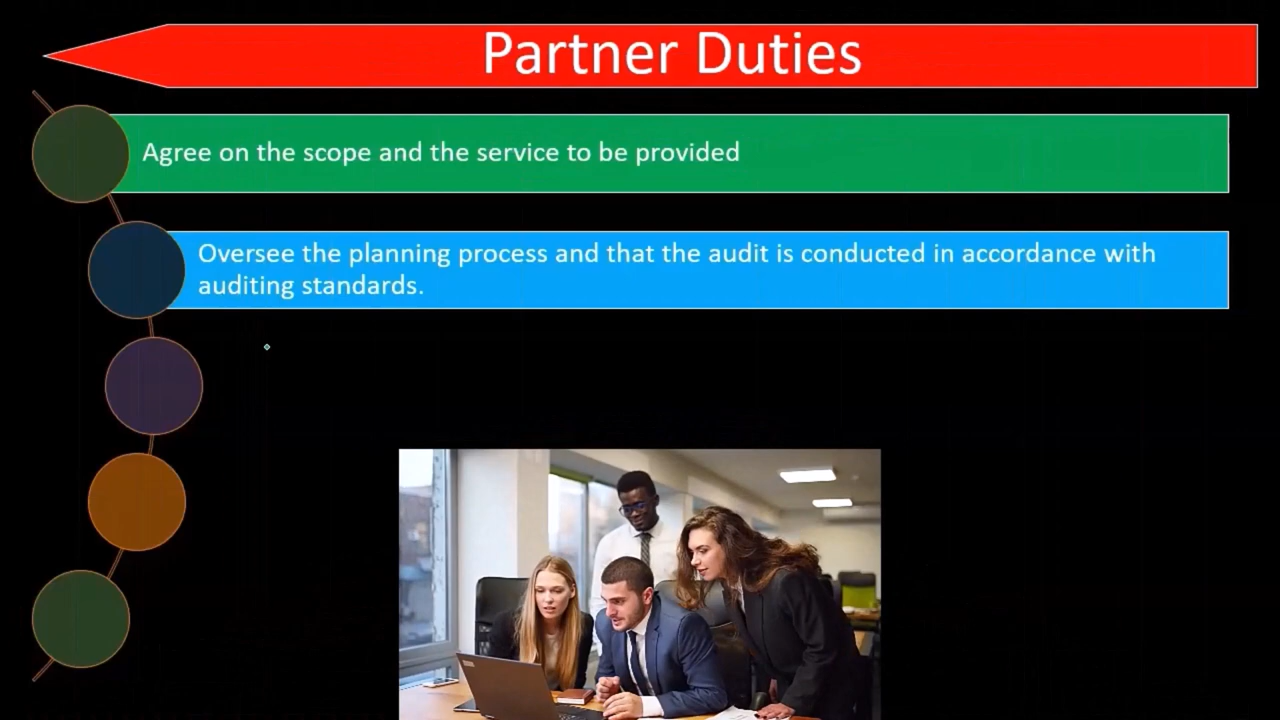 Partner Duties
Agree on the scope and the service to be provided
Oversee the planning process and that the audit is conducted in accordance with
auditing standards.